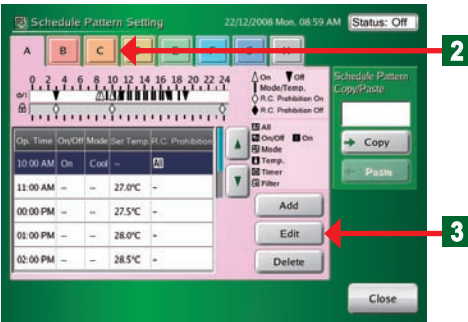 Schedule Pattern Setting 22/12/2008 Mon. 08:59 AM Status: Off
A B C
2
0 2 4 6 8 10 12 14 16 18 20 22 24
0/1
On Off
Mode/Temp.
R.C. Prohibition On
R.C. Prohibition Off
All
On/Off On
Mode
Temp.
Timer
Filter
Schedule Pattern
Copy/Paste
Copy
Paste
Op. Time On/Off Mode Set Temp R.C. Prohibition
10:00 AM On Cool – All
11:00 AM – – 27.0°C –
00:00 PM – – 27.5°C –
01:00 PM – – 28.0°C –
02:00 PM – – 28.5°C –
Add
Edit
3
Delete
Close